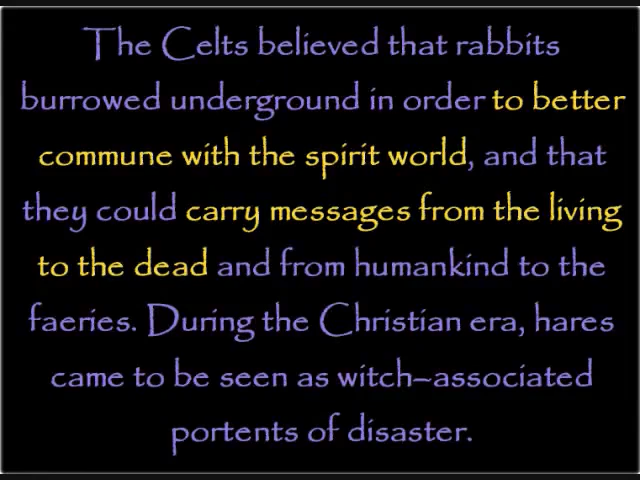 The Celts believed that rabbits
burrowed underground in order to better
commune with the spirit world, and that
they could carry messages from the living
to the dead and from humankind to the
faeries. During the Christian era, hares
came to be seen as witch–associated
portents of disaster.